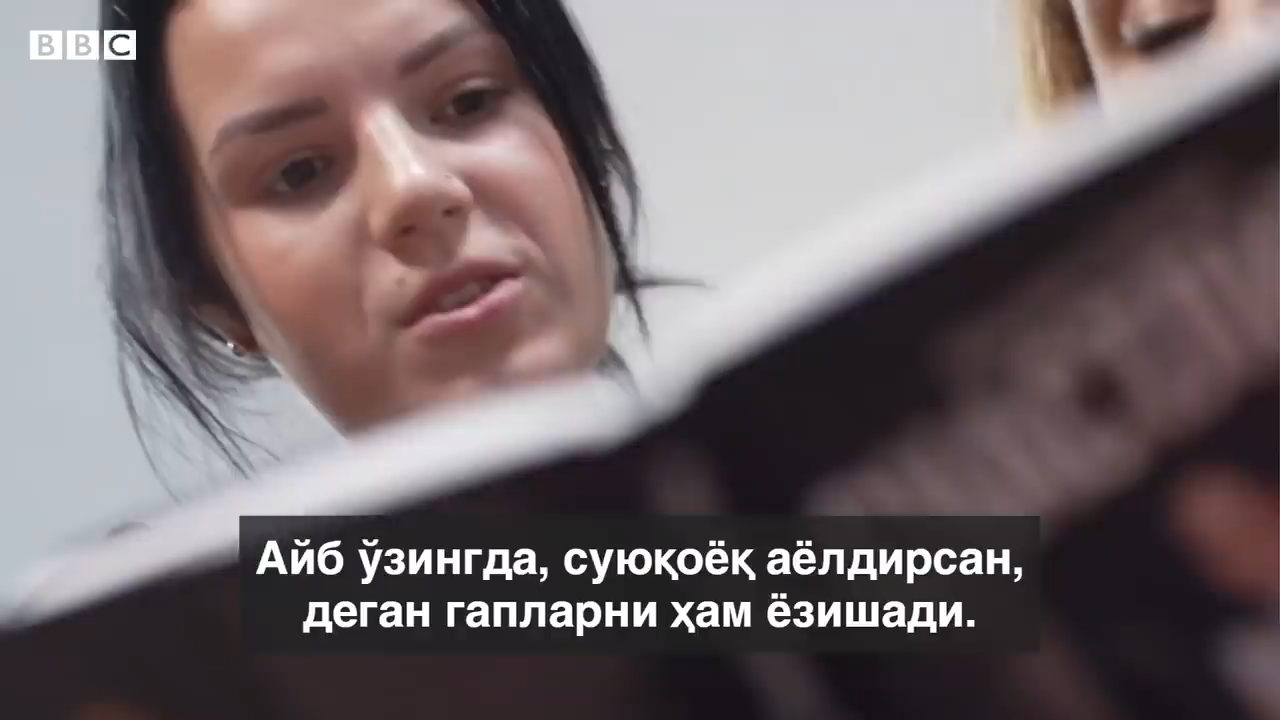 BBC
Айб ўзингда, суюқоёқ аёлдирсан,
деган гапларни ҳам ёзишади.